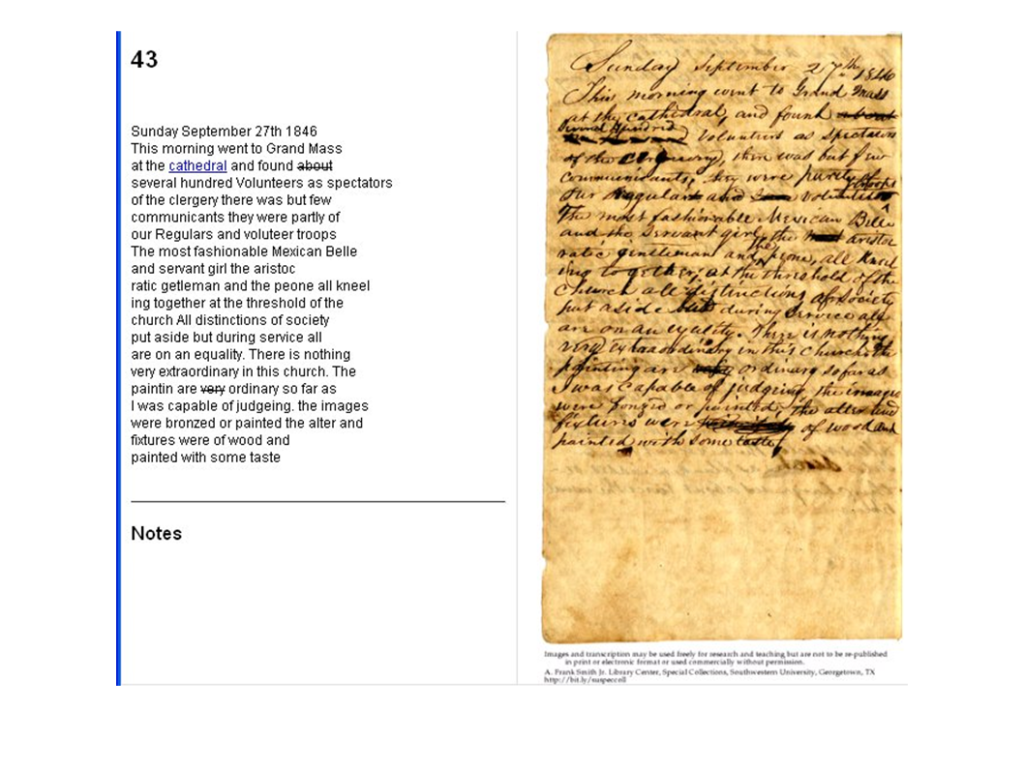 43
Sunday September 27th 1846
This morning went to Grand Mass
at the cathedral and found about
several hundred Volunteers as spectators
of the clergery there was but few
communicants they were partly of
our Regulars and voluteer troops
The most fashionable Mexican Belle
and servant girl the aristoc
ratic getleman and the peone all kneel
ing together at the threshold of the
church All distinctions of society
put aside but during service all
are on an equality. There is nothing
very extraordinary in this church. The
paintin are very ordinary so far as
I was capable of judgeing. the images
were bronzed or painted the alter and
fixtures were of wood and
painted with some taste
Notes
Sunday September 27th 1846
This morning went to Grand Mass
at the cathedral, and found about
several hundred Volunteers as spectators
of the, there was but few
communicants, they were partly of
our Regulars and volunteer troops
The most fashionable Mexican Belle
and the servant girl, the most aristoc
ratic gentleman and the peone, all kneel
ing to gether, at the threshold of the
Church all distinctions of society
put aside but during service all
are on an equality. There is nothing
very extraordinary in this church. the
painting are very ordinary so far as
I was capable of judgeing, the images
were bonzed or painted, the alter and
fixtures were of wood and
painted with some taste
Images and transcription may be used freely for research and teaching but are not to be re-published
in print or electronic format or used commercially without permission.
A. Frank Smith Jr. Library Center, Special Collections, Southwestern University, Georgetown, TX
http://bit.ly/suspeccoll